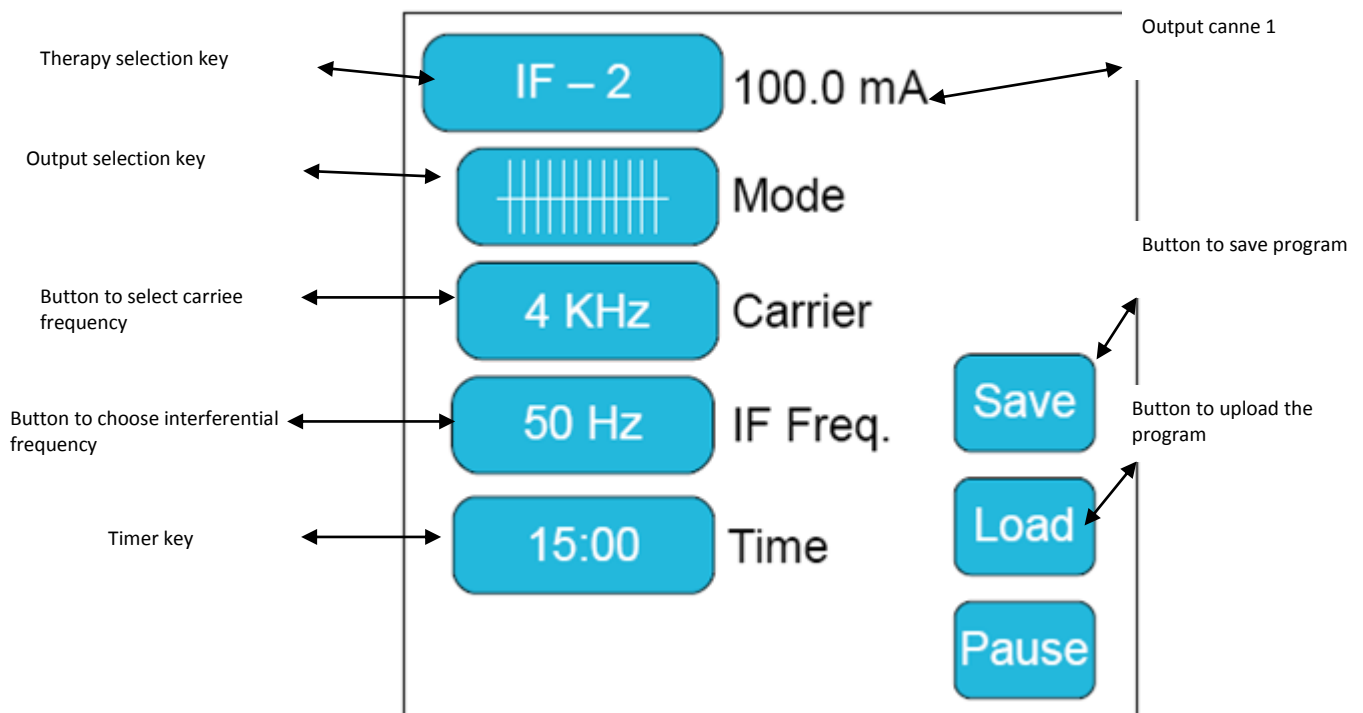 Output canne 1
Therapy selection key
IF – 2
100.0 mA
Output selection key
Mode
Button to save program
Button to select carriee
frequency
4 KHz
Carrier
Save
Button to upload the
program
Button to choose interferential
frequency
50 Hz
IF Freq.
Load
Timer key
15:00
Time
Pause